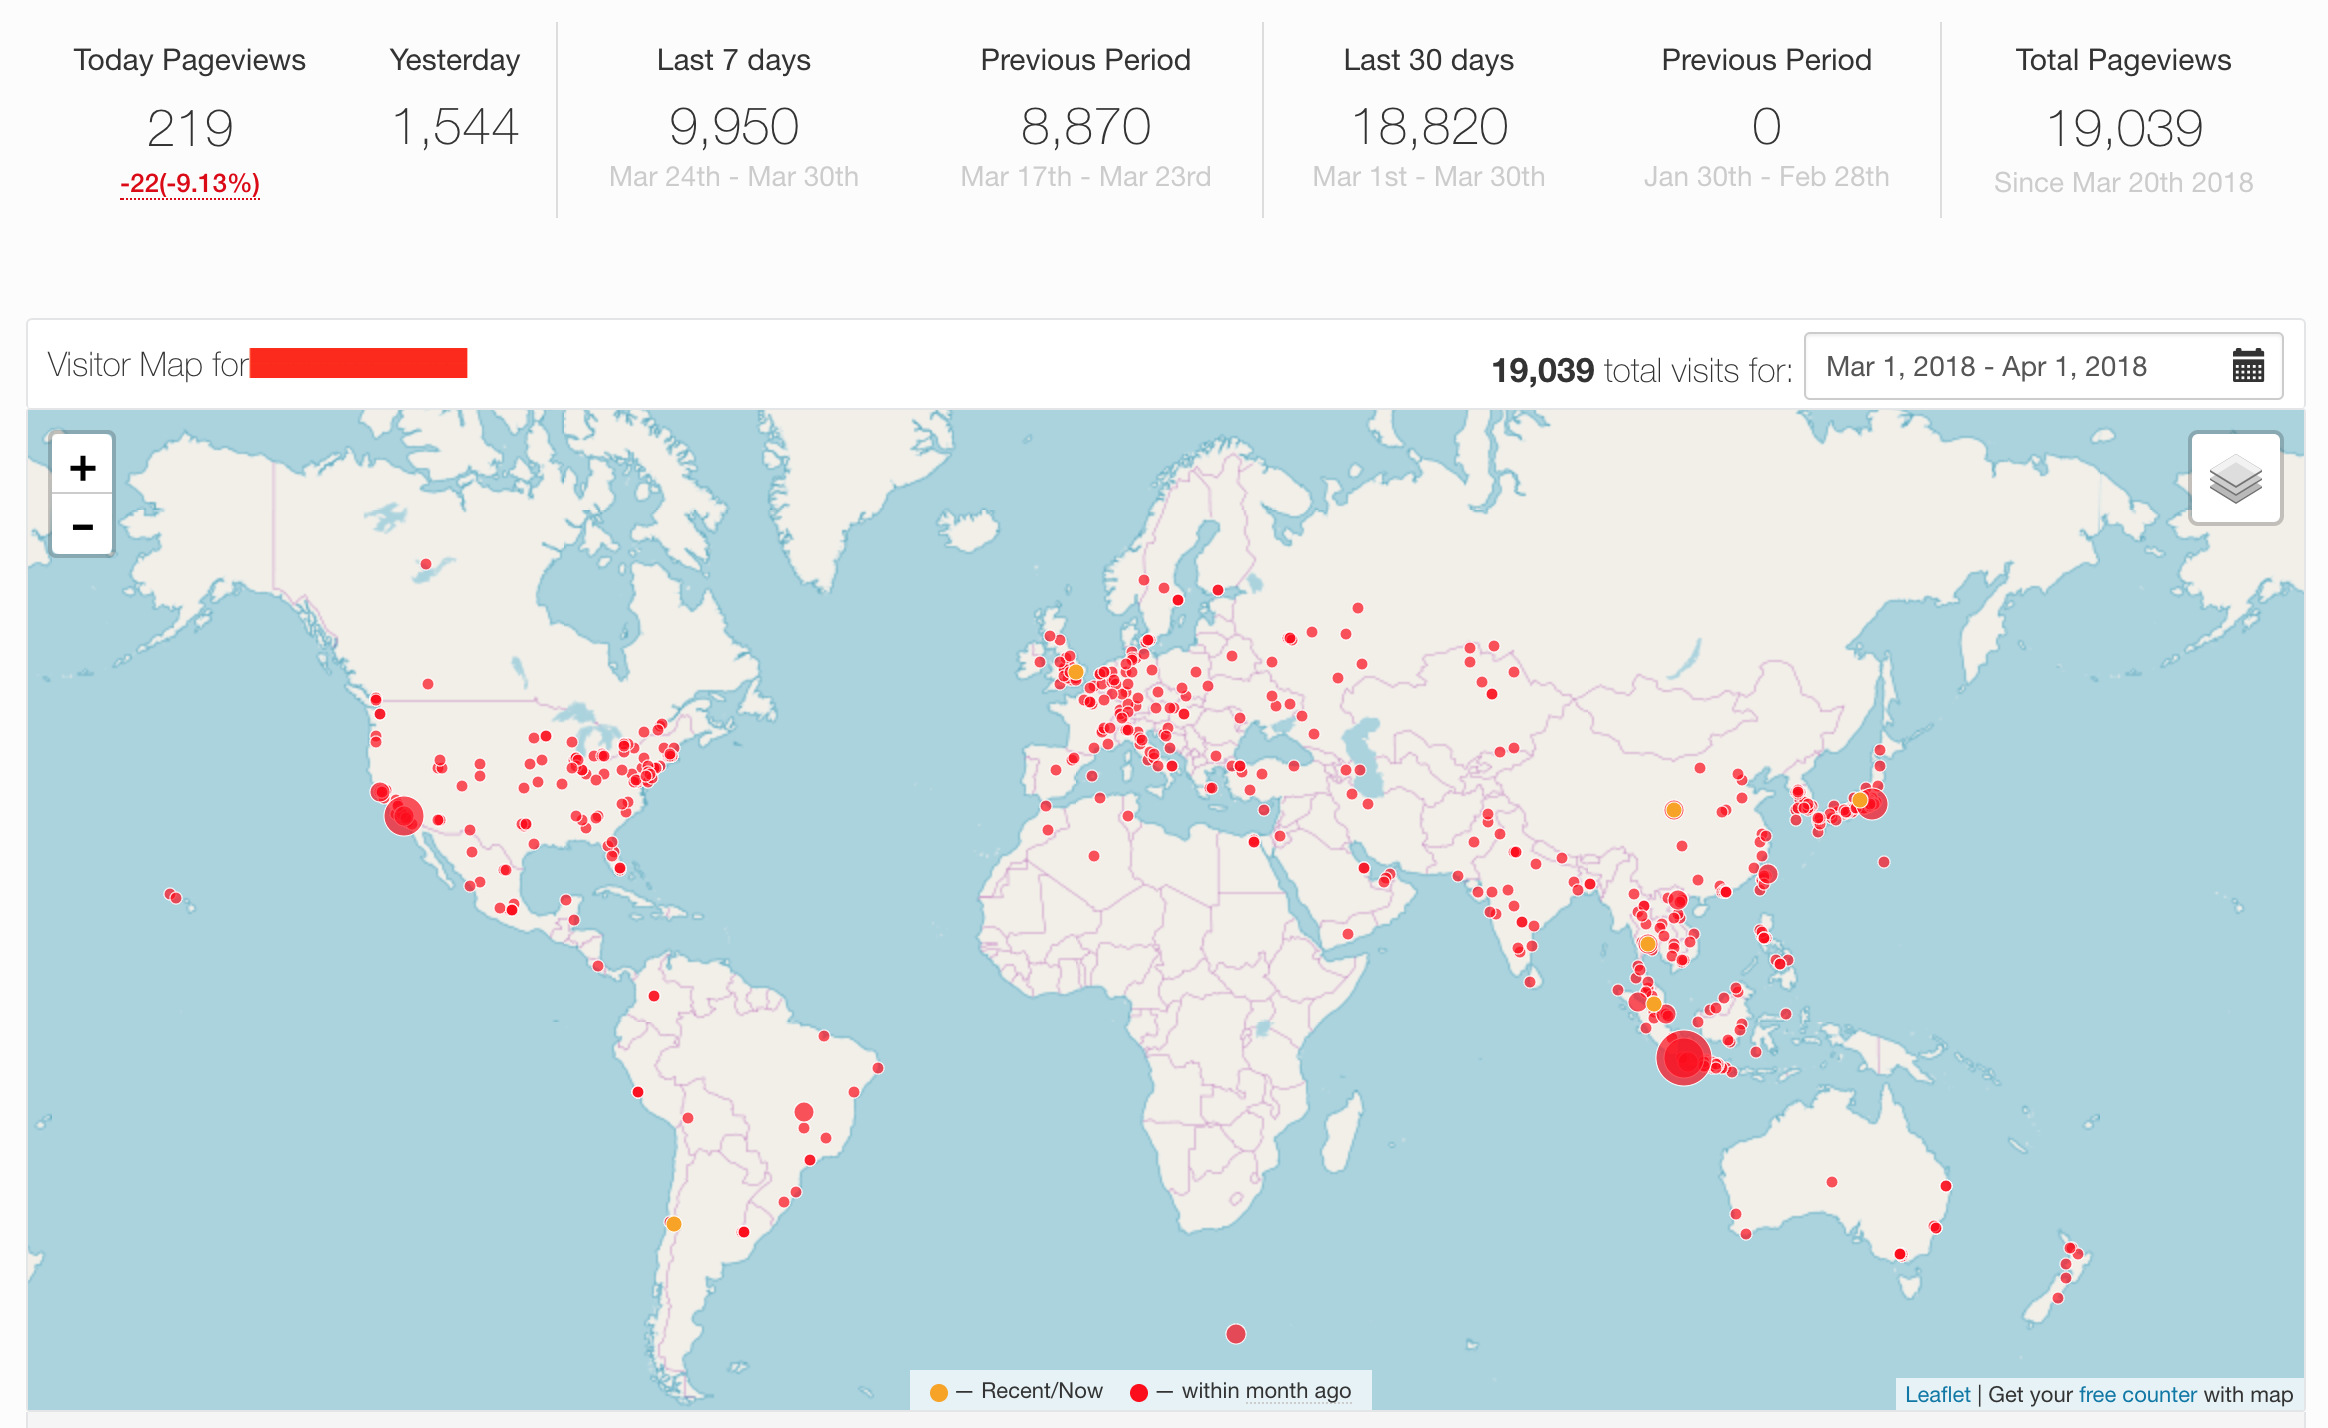 Today Pageviews
219
-22(-9.13%)
Yesterday
1,544
Last 7 days
9,950
Mar 24th - Mar 30th
Previous Period
8,870
Mar 17th - Mar 23rd
Last 30 days
18,820
Mar 1st - Mar 30th
Previous Period
0
Jan 30th - Feb 28th
Total Pageviews
19,039
Since Mar 20th 2018
Visitor Map for
19,039 total visits for:
Mar 1, 2018 - Apr 1, 2018
+
−
— Recent/Now
— within month ago
Leaflet | Get your free counter with map